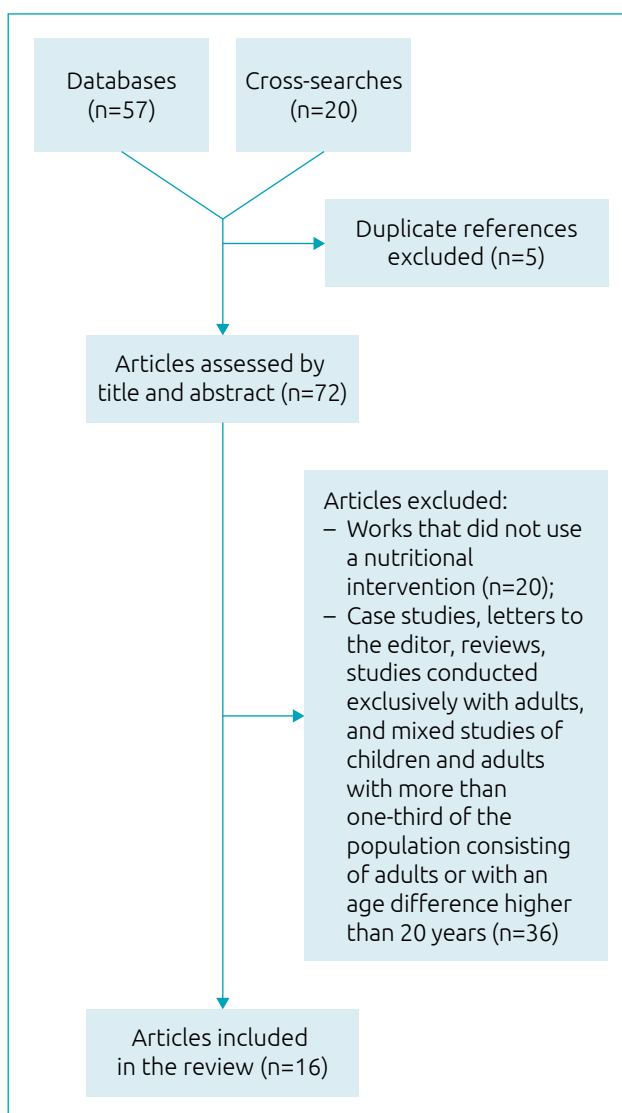 Databases
(n=57)
Cross-searches
(n=20)
Duplicate references
excluded (n=5)
Articles assessed by
title and abstract (n=72)
Articles excluded:
– Works that did not use
a nutritional
intervention (n=20);
– Case studies, letters to
the editor, reviews,
studies conducted
exclusively with adults,
and mixed studies of
children and adults
with more than
one-third of the
population consisting
of adults or with an
age difference higher
than 20 years (n=36)
Articles included
in the review (n=16)